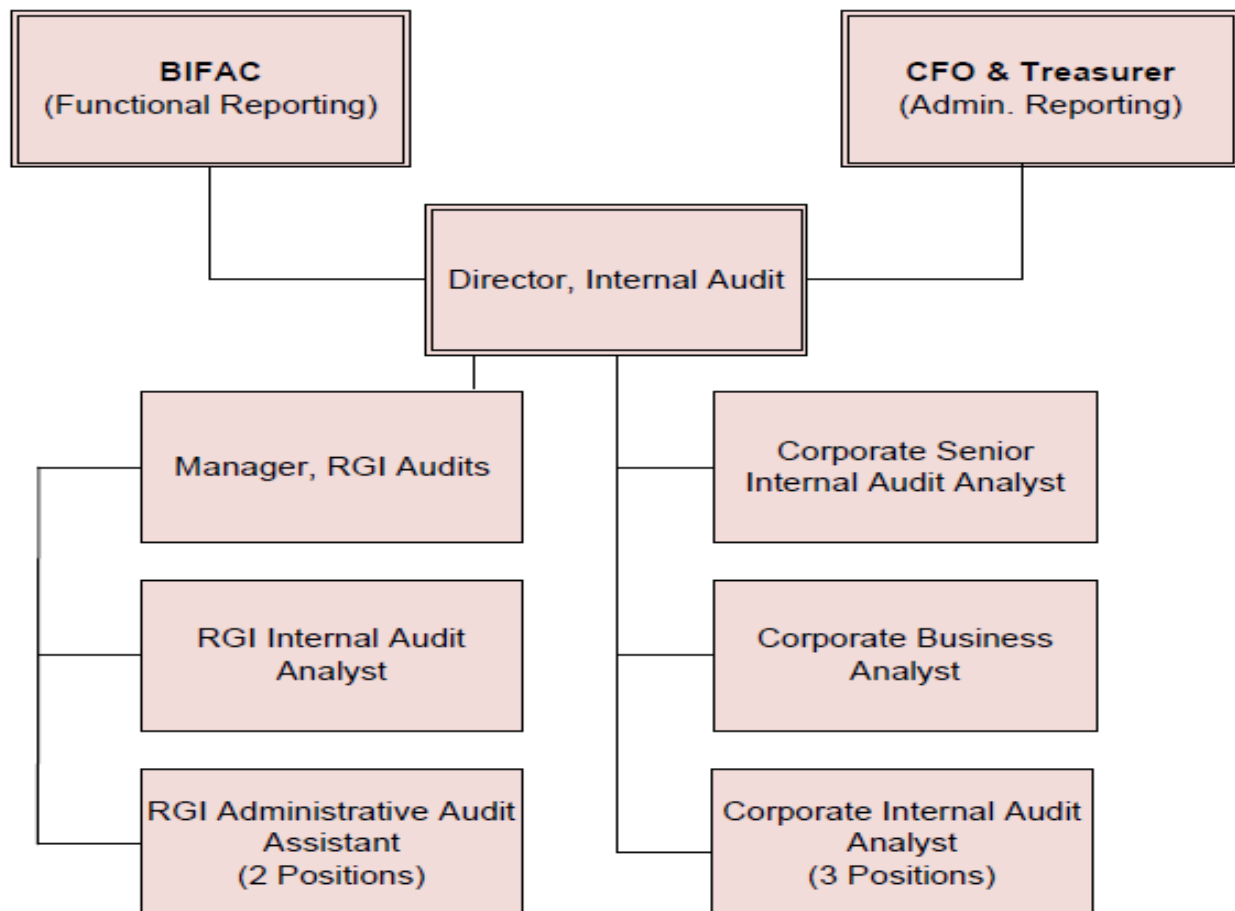 BIFAC
(Functional Reporting)
CFO & Treasurer
(Admin. Reporting)
Director, Internal Audit
Manager, RGI Audits
Corporate Senior
Internal Audit Analyst
RGI Internal Audit
Analyst
Corporate Business
Analyst
RGI Administrative Audit
Assistant
(2 Positions)
Corporate Internal Audit
Analyst
(3 Positions)